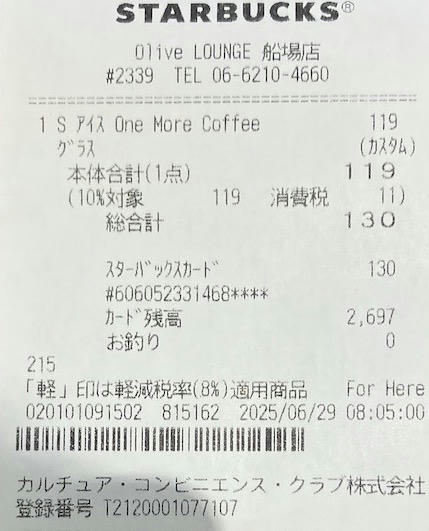 STARBUCKS®
Olive LOUNGE 船場店
#2339 TEL 06-6210-4660
1 S ｱｲｽ One More Coffee 119
ｸﾞﾗｽ (ｶｽﾀﾑ)
本体合計(1点) 119
(10%対象 119 消費税 11)
総合計 130
ｽﾀｰﾊﾞｯｸｽｶｰﾄﾞ 130
#606052331468****
ｶｰﾄﾞ残高 2,697
お釣り 0
215
「軽」印は軽減税率(8%)適用商品 For Here
020101091502 815162 2025/06/29 08:05:00
カルチュア・コンビニエンス・クラブ株式会社
登録番号 T2120001077107